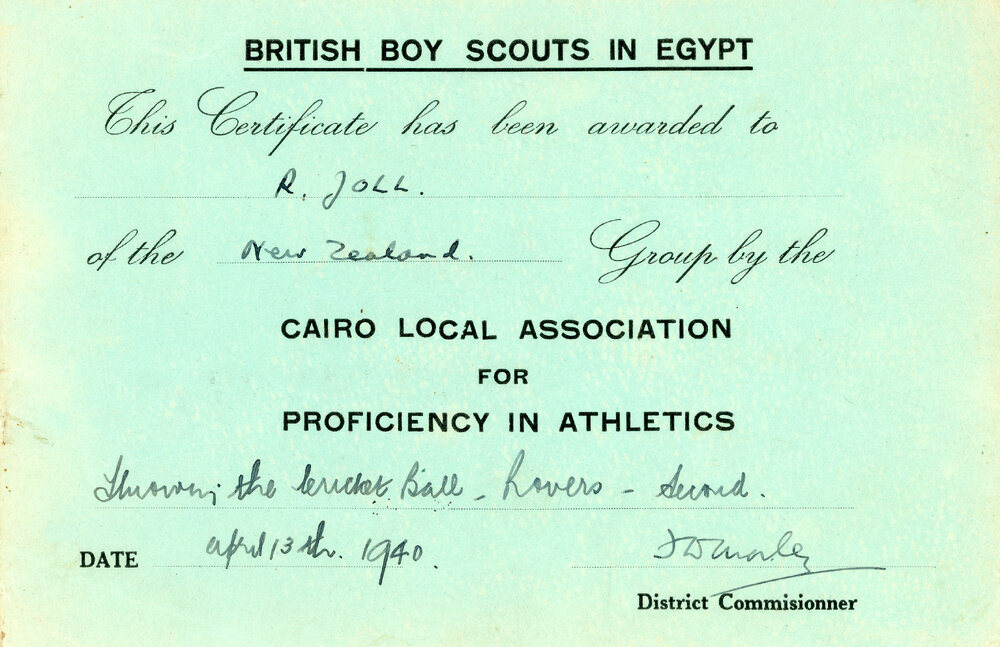 BRITISH BOY SCOUTS IN EGYPT
This Certificate has been awarded to
R. JOLL.
of the New Zealand. Group by the
CAIRO LOCAL ASSOCIATION
FOR
PROFICIENCY IN ATHLETICS
Throwing the Cricket Ball - Rovers - Second.
DATE April 13th. 1940.
District Commisionner